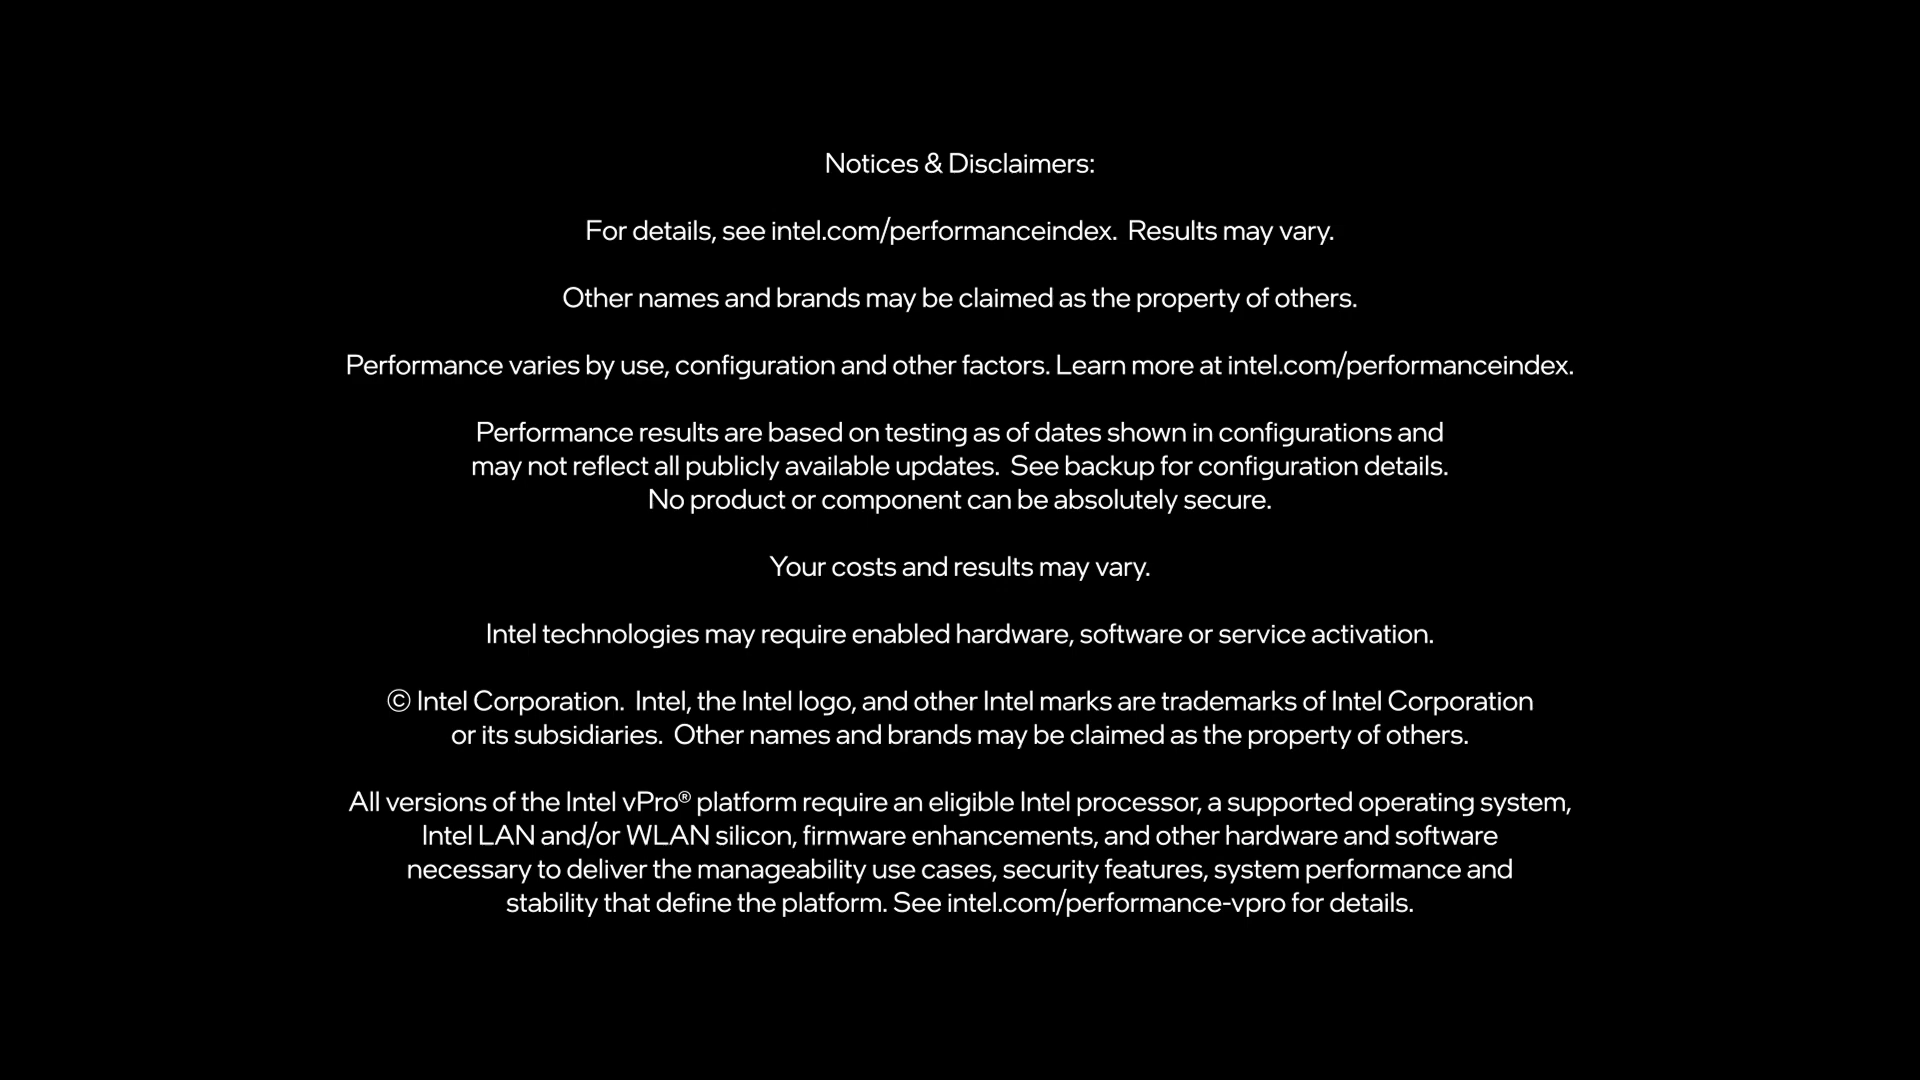 Notices & Disclaimers:
For details, see intel.com/performanceindex.  Results may vary.
Other names and brands may be claimed as the property of others.
Performance varies by use, configuration and other factors. Learn more at intel.com/performanceindex.
Performance results are based on testing as of dates shown in configurations and
may not reflect all publicly available updates.  See backup for configuration details.
No product or component can be absolutely secure.
Your costs and results may vary.
Intel technologies may require enabled hardware, software or service activation.
© Intel Corporation.  Intel, the Intel logo, and other Intel marks are trademarks of Intel Corporation
or its subsidiaries.  Other names and brands may be claimed as the property of others.
All versions of the Intel vPro® platform require an eligible Intel processor, a supported operating system,
Intel LAN and/or WLAN silicon, firmware enhancements, and other hardware and software
necessary to deliver the manageability use cases, security features, system performance and
stability that define the platform. See intel.com/performance-vpro for details.